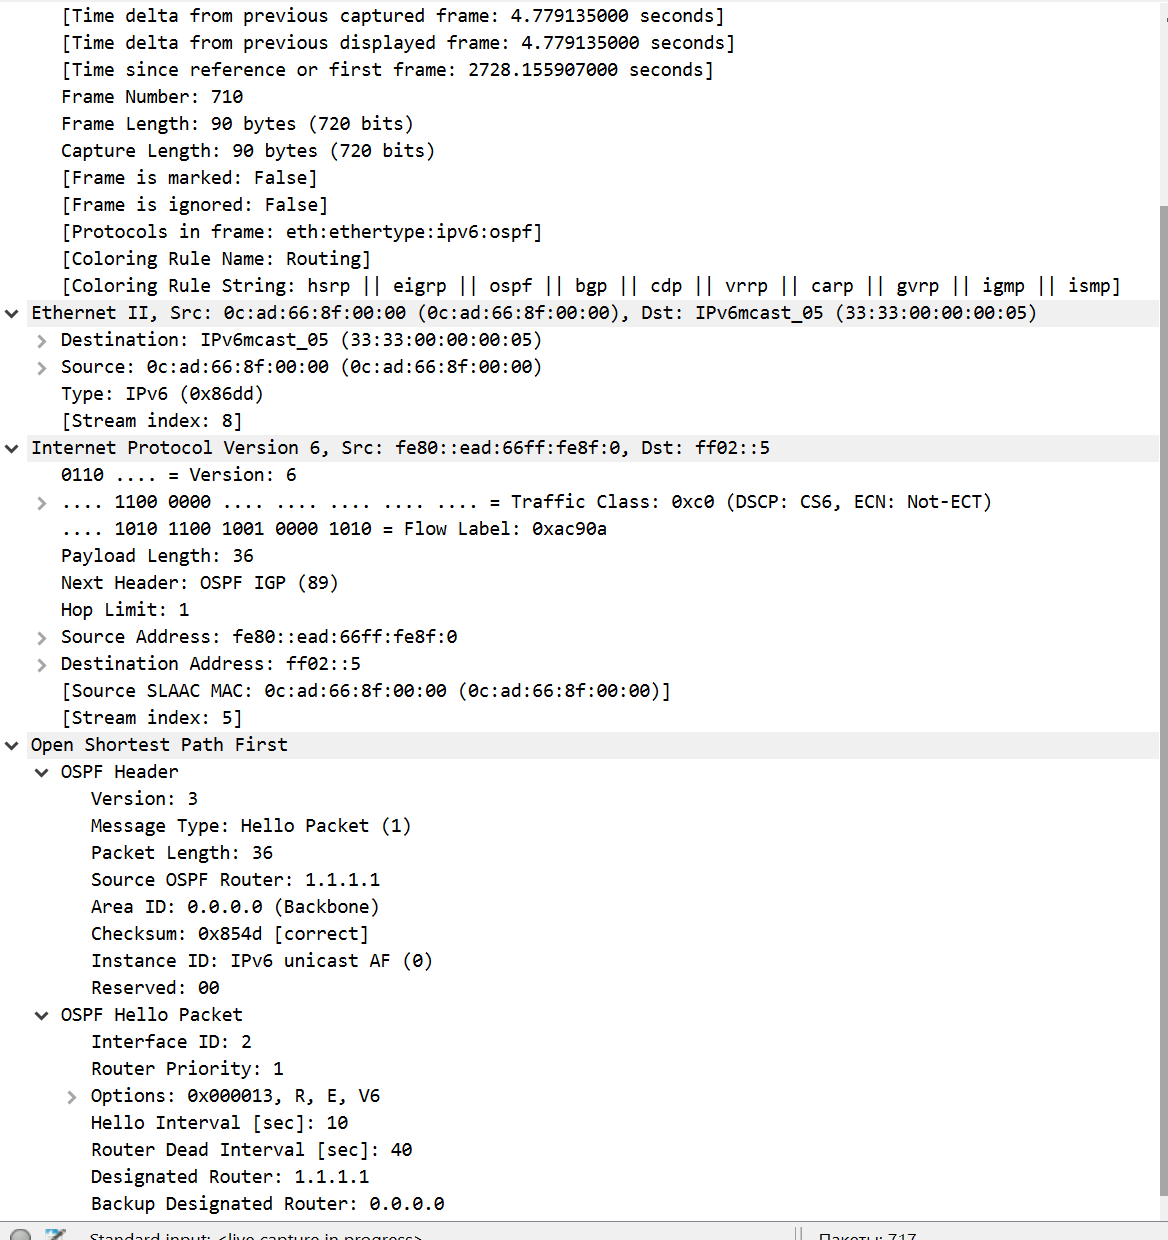 [Time delta from previous captured frame: 4.779135000 seconds]
[Time delta from previous displayed frame: 4.779135000 seconds]
[Time since reference or first frame: 2728.155907000 seconds]
Frame Number: 710
Frame Length: 90 bytes (720 bits)
Capture Length: 90 bytes (720 bits)
[Frame is marked: False]
[Frame is ignored: False]
[Protocols in frame: eth:ethertype:ipv6:ospf]
[Coloring Rule Name: Routing]
[Coloring Rule String: hsrp || eigrp || ospf || bgp || cdp || vrrp || carp || gvrp || igmp || ismp]
Ethernet II, Src: 0c:ad:66:8f:00:00 (0c:ad:66:8f:00:00), Dst: IPv6mcast_05 (33:33:00:00:00:05)
Destination: IPv6mcast_05 (33:33:00:00:00:05)
Source: 0c:ad:66:8f:00:00 (0c:ad:66:8f:00:00)
Type: IPv6 (0x86dd)
[Stream index: 8]
Internet Protocol Version 6, Src: fe80::ead:66ff:fe8f:0, Dst: ff02::5
0110 .... = Version: 6
.... 1100 0000 .... .... .... .... .... = Traffic Class: 0xc0 (DSCP: CS6, ECN: Not-ECT)
.... 1010 1100 1001 0000 1010 = Flow Label: 0xac90a
Payload Length: 36
Next Header: OSPF IGP (89)
Hop Limit: 1
Source Address: fe80::ead:66ff:fe8f:0
Destination Address: ff02::5
[Source SLAAC MAC: 0c:ad:66:8f:00:00 (0c:ad:66:8f:00:00)]
[Stream index: 5]
Open Shortest Path First
OSPF Header
Version: 3
Message Type: Hello Packet (1)
Packet Length: 36
Source OSPF Router: 1.1.1.1
Area ID: 0.0.0.0 (Backbone)
Checksum: 0x854d [correct]
Instance ID: IPv6 unicast AF (0)
Reserved: 00
OSPF Hello Packet
Interface ID: 2
Router Priority: 1
Options: 0x000013, R, E, V6
Hello Interval [sec]: 10
Router Dead Interval [sec]: 40
Designated Router: 1.1.1.1
Backup Designated Router: 0.0.0.0
Standard input: <live capture in progress>
Пакеты: 717